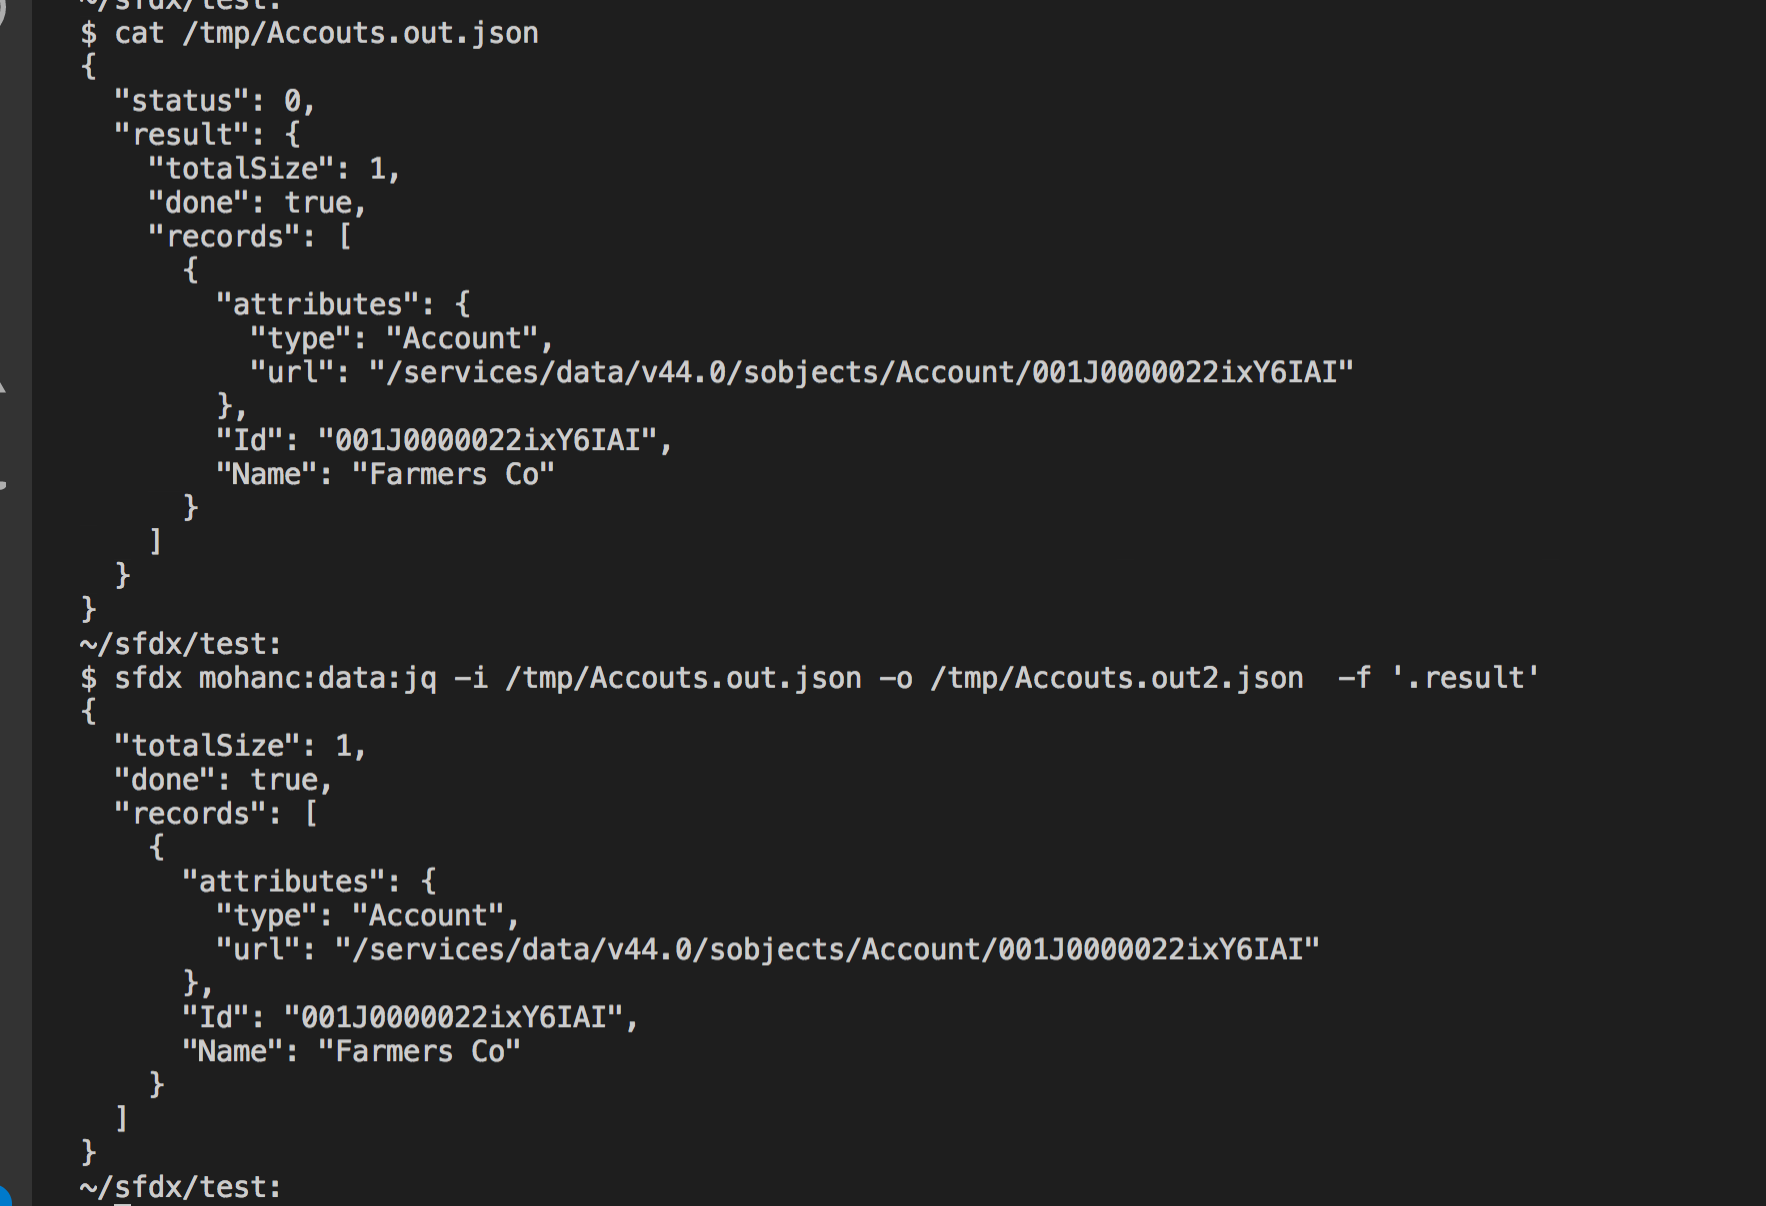 ~/sfdx/test:
$ cat /tmp/Accouts.out.json
{
  "status": 0,
  "result": {
    "totalSize": 1,
    "done": true,
    "records": [
      {
        "attributes": {
          "type": "Account",
          "url": "/services/data/v44.0/sobjects/Account/001J0000022ixY6IAI"
        },
        "Id": "001J0000022ixY6IAI",
        "Name": "Farmers Co"
      }
    ]
  }
}
~/sfdx/test:
$ sfdx mohanc:data:jq -i /tmp/Accouts.out.json -o /tmp/Accouts.out2.json  -f '.result'
{
  "totalSize": 1,
  "done": true,
  "records": [
    {
      "attributes": {
        "type": "Account",
        "url": "/services/data/v44.0/sobjects/Account/001J0000022ixY6IAI"
      },
      "Id": "001J0000022ixY6IAI",
      "Name": "Farmers Co"
    }
  ]
}
~/sfdx/test: